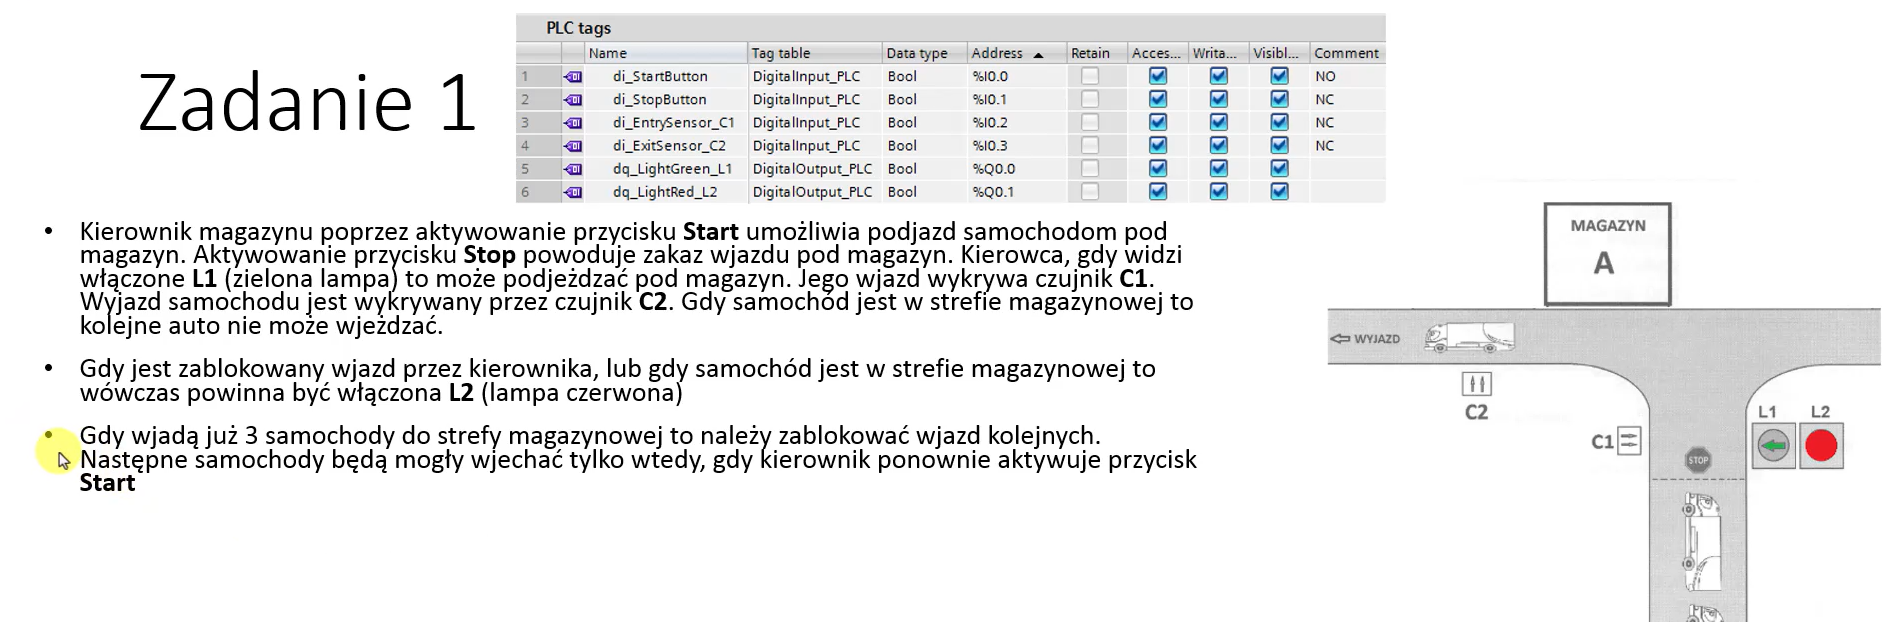 Zadanie 1
PLC tags
Name Tag table Data type Address Retain Acces... Writa... Visibl... Comment
1 di_StartButton DigitalInput_PLC Bool %I0.0 NO
2 di_StopButton DigitalInput_PLC Bool %I0.1 NC
3 di_EntrySensor_C1 DigitalInput_PLC Bool %I0.2 NC
4 di_ExitSensor_C2 DigitalInput_PLC Bool %I0.3 NC
5 dq_LightGreen_L1 DigitalOutput_PLC Bool %Q0.0
6 dq_LightRed_L2 DigitalOutput_PLC Bool %Q0.1
• Kierownik magazynu poprzez aktywowanie przycisku Start umożliwia podjazd samochodom pod
magazyn. Aktywowanie przycisku Stop powoduje zakaz wjazdu pod magazyn. Kierowca, gdy widzi
włączone L1 (zielona lampa) to może podjeżdzać pod magazyn. Jego wjazd wykrywa czujnik C1.
Wyjazd samochodu jest wykrywany przez czujnik C2. Gdy samochód jest w strefie magazynowej to
kolejne auto nie może wjeżdzać.
• Gdy jest zablokowany wjazd przez kierownika, lub gdy samochód jest w strefie magazynowej to
wówczas powinna być włączona L2 (lampa czerwona)
• Gdy wjadą już 3 samochody do strefy magazynowej to należy zablokować wjazd kolejnych.
Następne samochody będą mogły wjechać tylko wtedy, gdy kierownik ponownie aktywuje przycisk
Start
MAGAZYN
A
WYJAZD
C2
C1
L1 L2
STOP